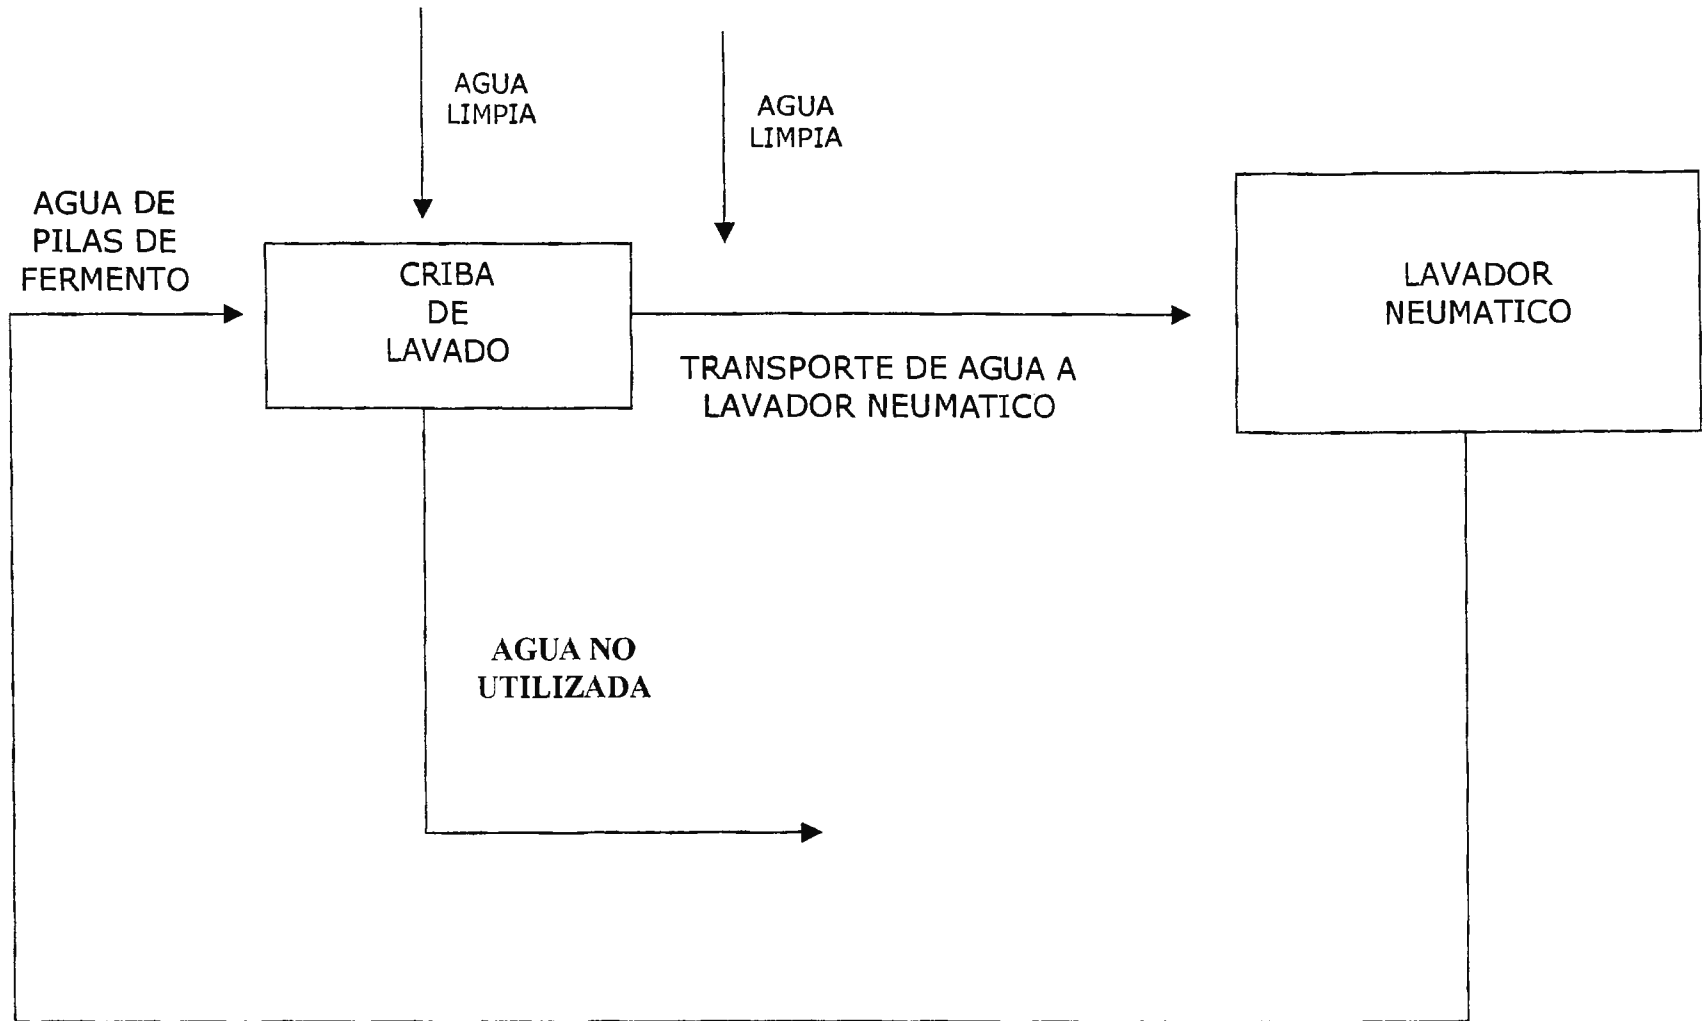 AGUA
LIMPIA
AGUA
LIMPIA
AGUA DE
PILAS DE
FERMENTO
CRIBA
DE
LAVADO
TRANSPORTE DE AGUA A
LAVADOR NEUMATICO
LAVADOR
NEUMATICO
AGUA NO
UTILIZADA